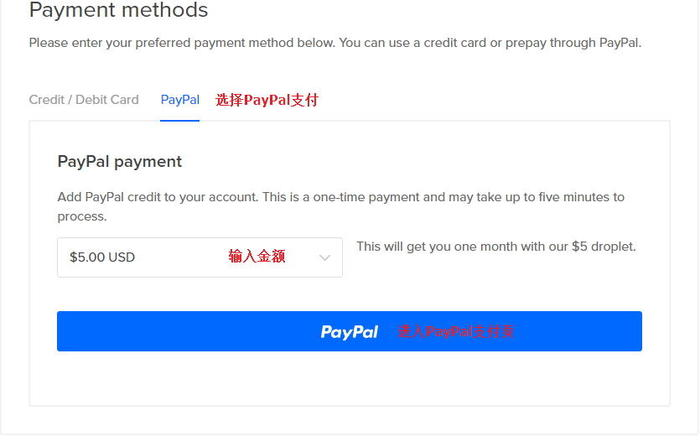 Payment methods
Please enter your preferred payment method below. You can use a credit card or prepay through PayPal.
Credit / Debit Card PayPal 选择PayPal支付
PayPal payment
Add PayPal credit to your account. This is a one-time payment and may take up to five minutes to
process.
$5.00 USD 输入金额 This will get you one month with our $5 droplet.
PayPal 进入PayPal支付宝